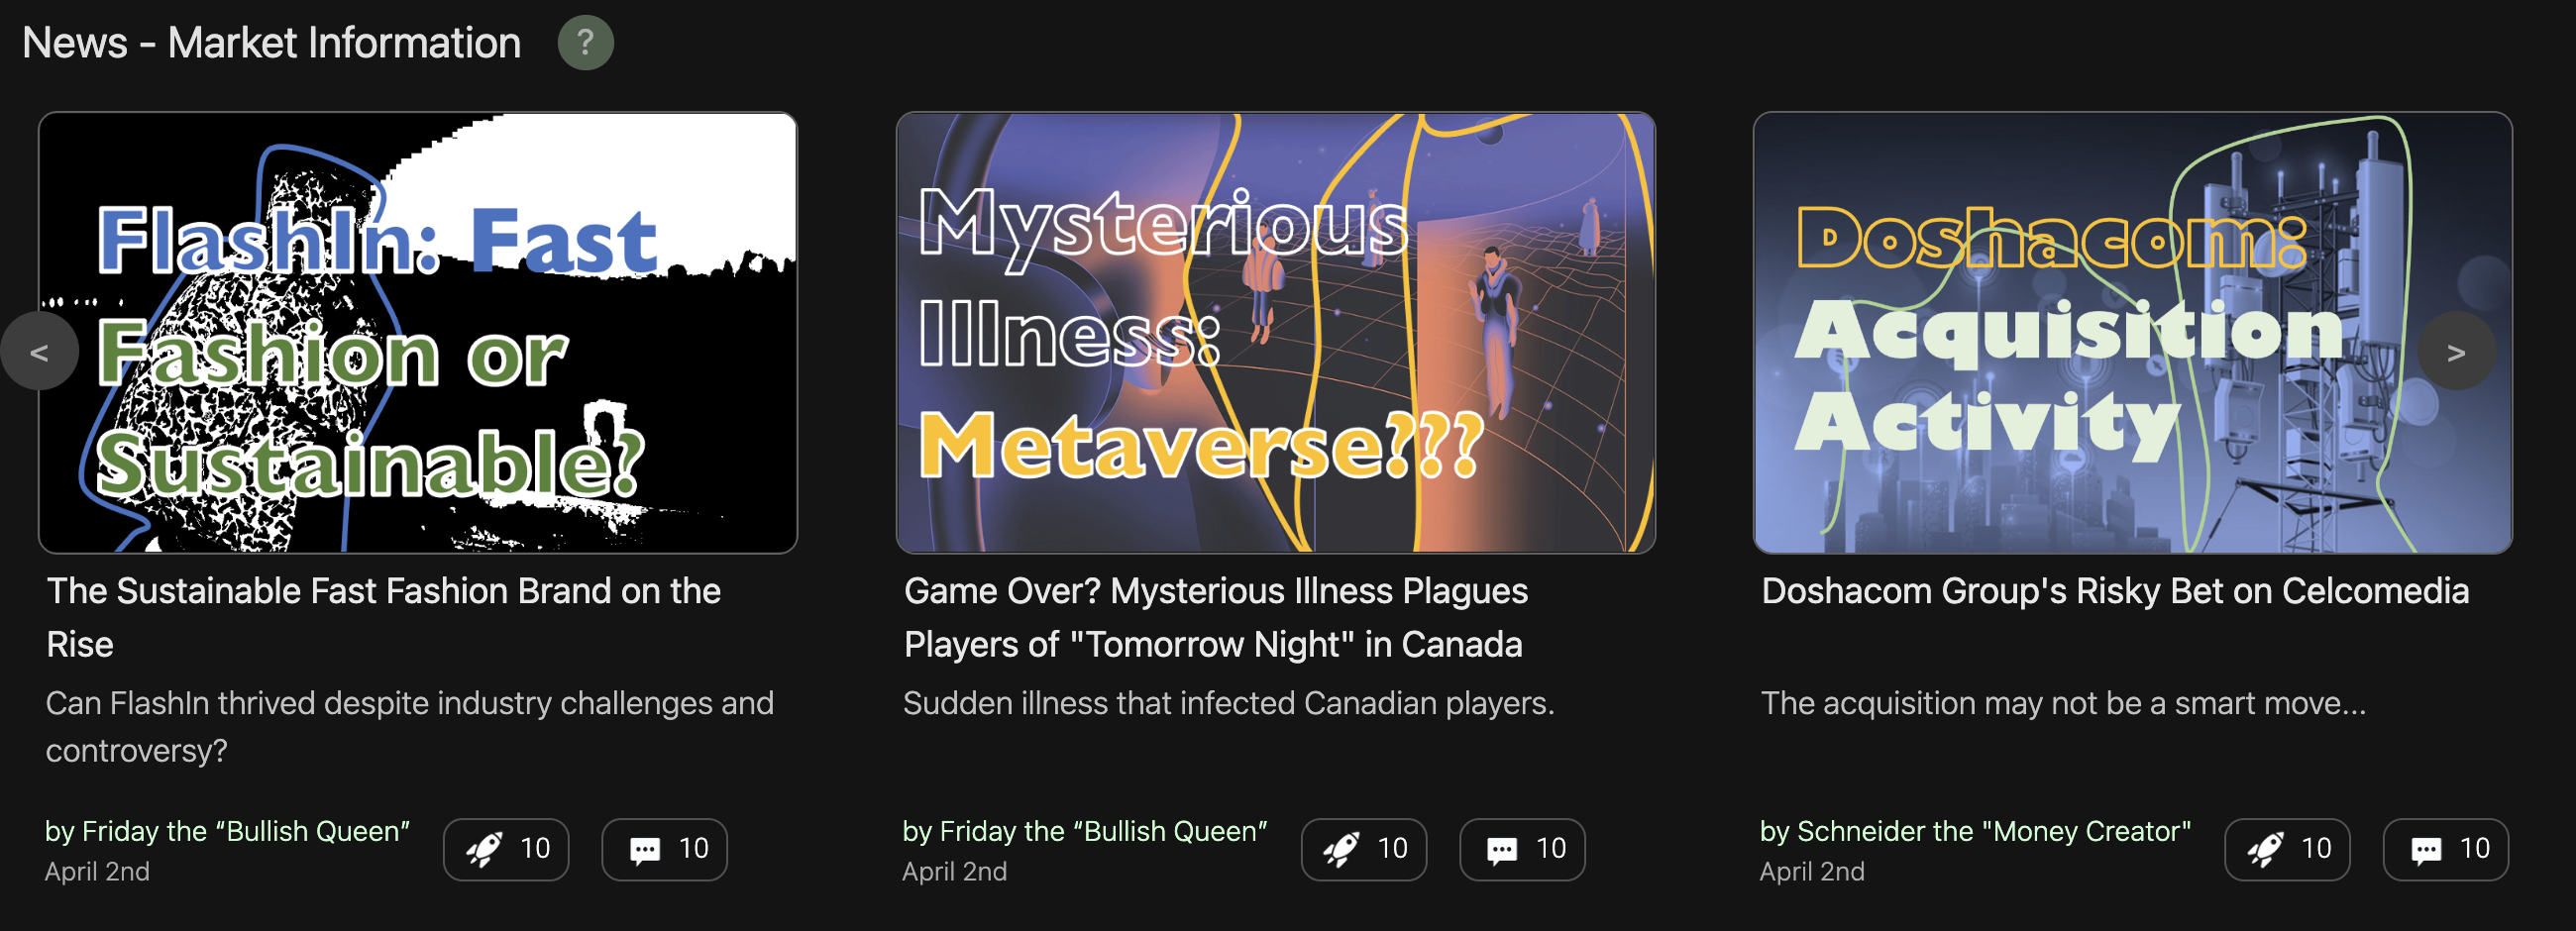 News - Market Information ?
FlashIn: Fast
Fashion or
Sustainable?
<
The Sustainable Fast Fashion Brand on the
Rise
Can FlashIn thrived despite industry challenges and
controversy?
by Friday the “Bullish Queen”
April 2nd
10
10
Mysterious
Illness:
Metaverse???
Game Over? Mysterious Illness Plagues
Players of "Tomorrow Night" in Canada
Sudden illness that infected Canadian players.
by Friday the “Bullish Queen”
April 2nd
10
10
Doshacom:
Acquisition
Activity
>
Doshacom Group's Risky Bet on Celcomedia
The acquisition may not be a smart move...
by Schneider the "Money Creator"
April 2nd
10
10